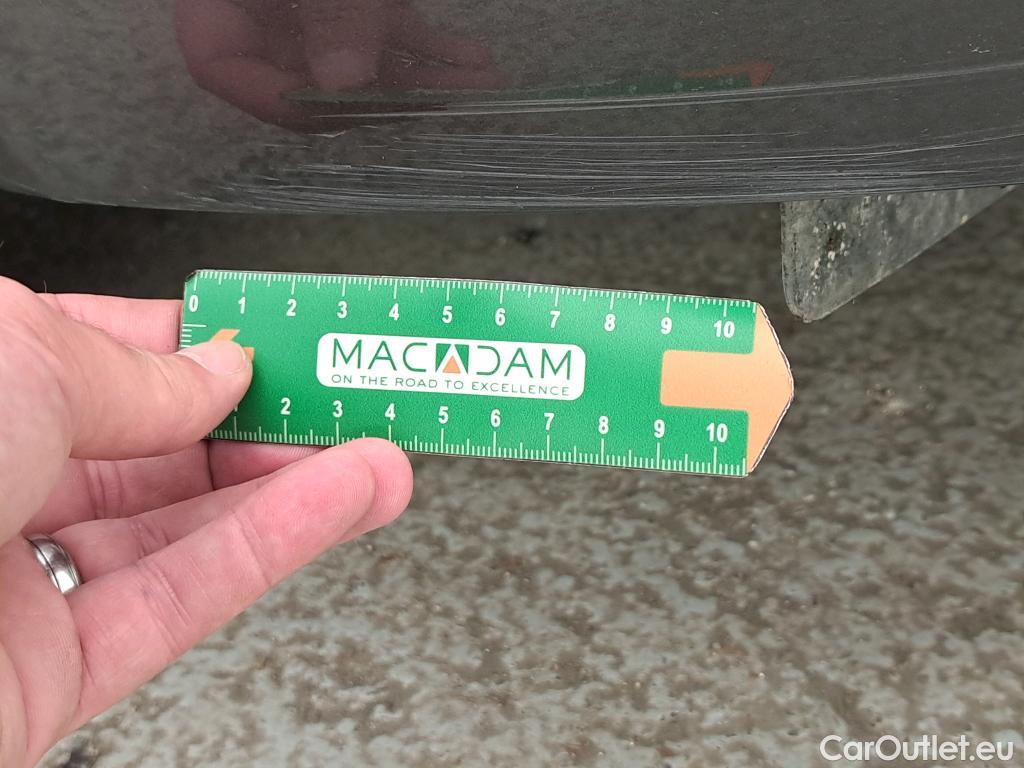 0 1 2 3 4 5 6 7 8 9 10
MACADAM
ON THE ROAD TO EXCELLENCE
2 3 4 5 6 7 8 9 10
CarOutlet.eu